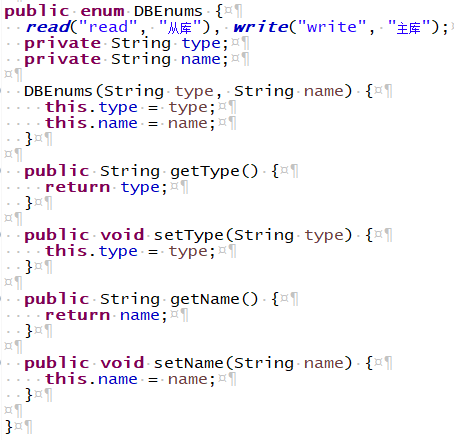 public enum DBEnums {
  read("read", "从库"), write("write", "主库");
  private String type;
  private String name;

  DBEnums(String type, String name) {
    this.type = type;
    this.name = name;
  }

  public String getType() {
    return type;
  }

  public void setType(String type) {
    this.type = type;
  }

  public String getName() {
    return name;
  }

  public void setName(String name) {
    this.name = name;
  }

}